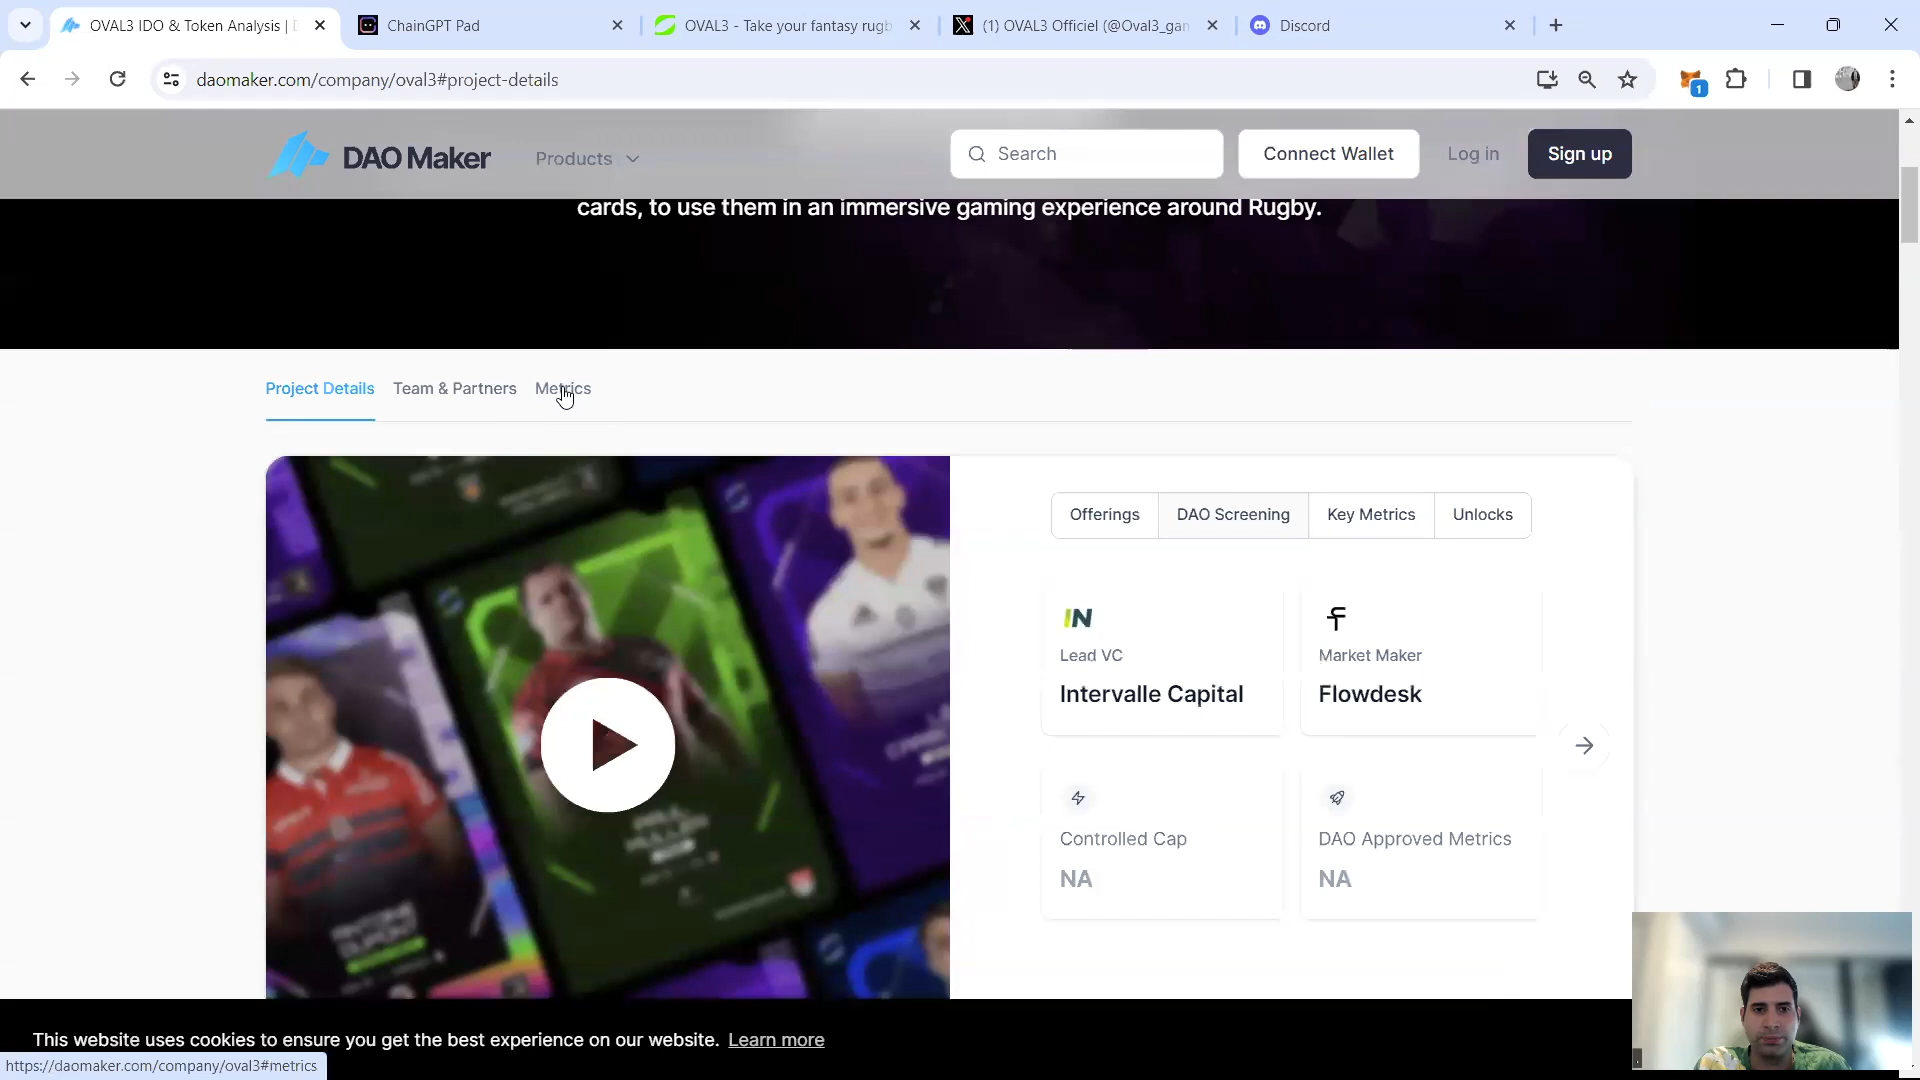 OVAL3 IDO & Token Analysis |
ChainGPT Pad
OVAL3 - Take your fantasy rugb
(1) OVAL3 Officiel (@Oval3_gan
Discord
daomaker.com/company/oval3#project-details
1
DAO Maker
Products
Search
Connect Wallet
Log in
Sign up
cards, to use them in an immersive gaming experience around Rugby.
Project Details
Team & Partners
Metrics
Offerings
DAO Screening
Key Metrics
Unlocks
IN
Lead VC
Intervalle Capital
Market Maker
Flowdesk
Controlled Cap
NA
DAO Approved Metrics
NA
This website uses cookies to ensure you get the best experience on our website. Learn more
https://daomaker.com/company/oval3#metrics